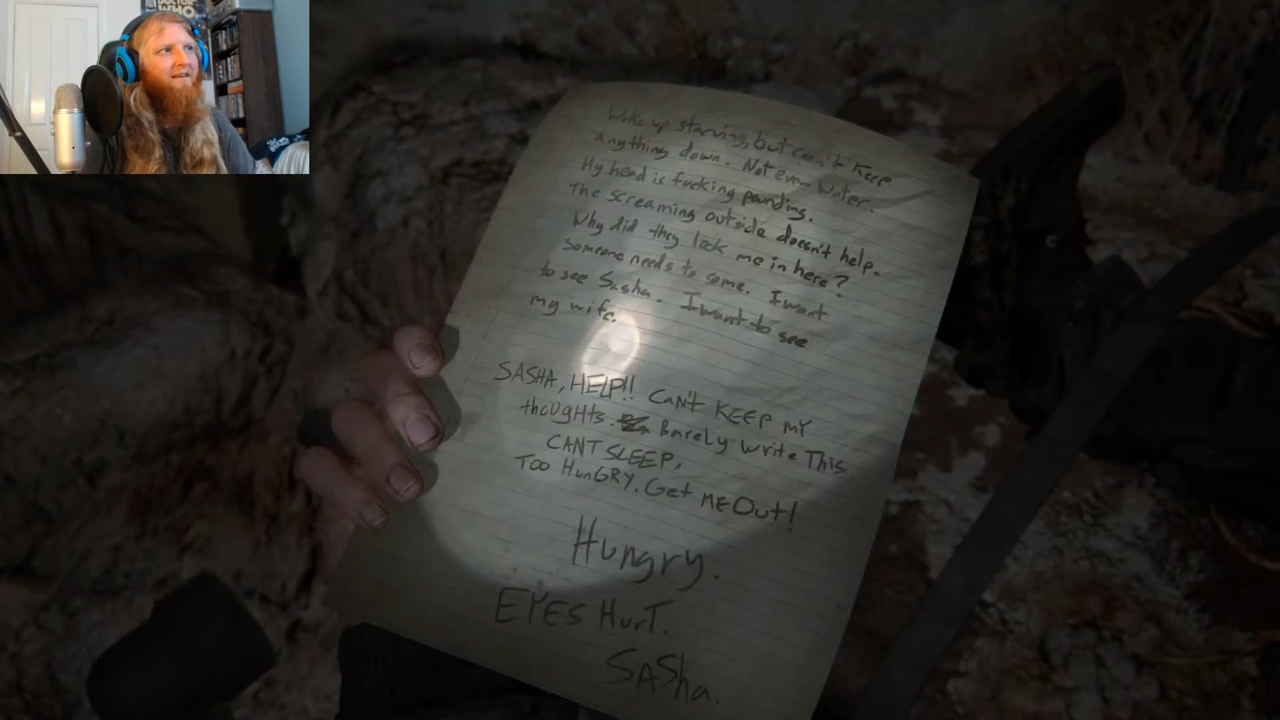 DOCTOR WHO
Woke up starving, but can't keep
anything down. Not even water.
My head is fucking pounding.
The screaming outside doesn't help.
Why did they lock me in here?
Someone needs to come. I want
to see Sasha. I want to see
my wife.
SASHA, HELP!! CAN'T KEEP MY
thOUgHts. Barely Write This
CANT SLEEP,
TOO HUnGRY. Get ME Out!
Hungry.
EYES HurT.
SASha.